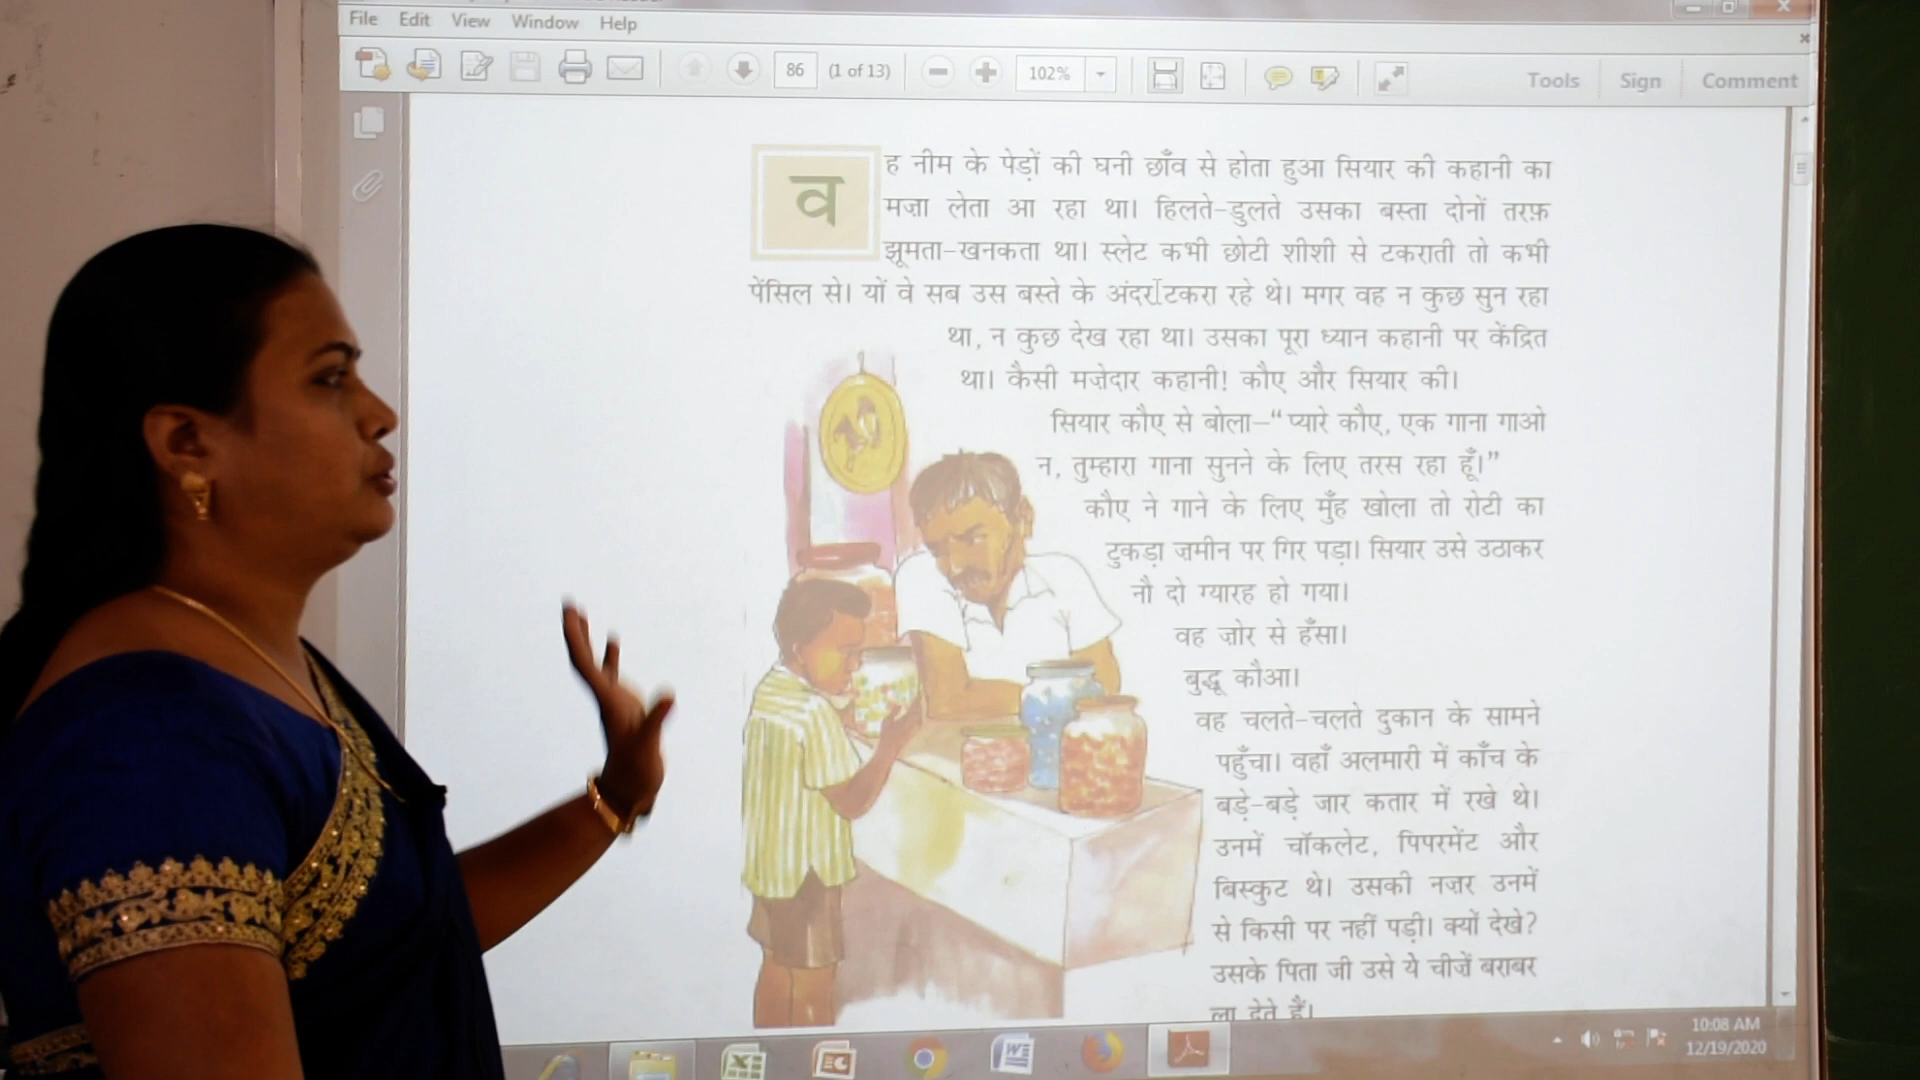 File Edit View Window Help
86 (1 of 13) 102% Tools Sign Comment
वह नीम के पेड़ों की घनी छाँव से होता हुआ सियार की कहानी का
मज़ा लेता आ रहा था। हिलते-डुलते उसका बस्ता दोनों तरफ़
झूमता-खनकता था। स्लेट कभी छोटी शीशी से टकराती तो कभी
पेंसिल से। यों वे सब उस बस्ते के अंदर टकरा रहे थे। मगर वह न कुछ सुन रहा
था, न कुछ देख रहा था। उसका पूरा ध्यान कहानी पर केंद्रित
था। कैसी मज़ेदार कहानी! कौए और सियार की।
सियार कौए से बोला—“प्यारे कौए, एक गाना गाओ
न, तुम्हारा गाना सुनने के लिए तरस रहा हूँ।”
कौए ने गाने के लिए मुँह खोला तो रोटी का
टुकड़ा ज़मीन पर गिर पड़ा। सियार उसे उठाकर
नौ दो ग्यारह हो गया।
वह ज़ोर से हँसा।
बुद्धू कौआ।
वह चलते-चलते दुकान के सामने
पहुँचा। वहाँ अलमारी में काँच के
बड़े-बड़े जार कतार में रखे थे।
उनमें चॉकलेट, पिपरमेंट और
बिस्कुट थे। उसकी नज़र उनमें
से किसी पर नहीं पड़ी। क्यों देखे?
उसके पिता जी उसे ये चीज़ें बराबर
ला देते हैं।
10:08 AM
12/19/2020